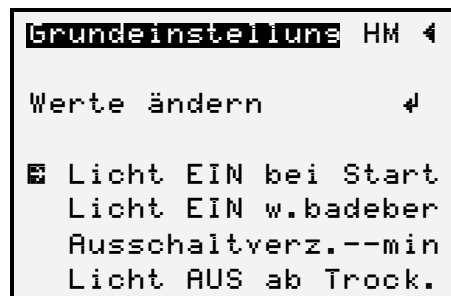 Grundeinstellung HM
Werte ändern
Licht EIN bei Start
Licht EIN w.badeber
Ausschaltverz.--min
Licht AUS ab Trock.